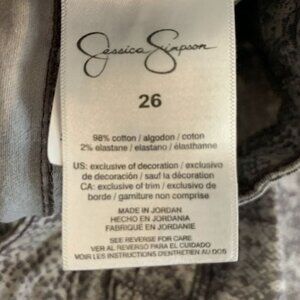 Jessica Simpson
26
98% cotton / algodon / coton
2% elastane / elastano / élasthanne
US: exclusive of decoration / exclusivo
de decoración / sauf la décoration
CA: exclusive of trim / exclusivo de
borde / garniture non comprise
MADE IN JORDAN
HECHO EN JORDANIA
FABRIQUÉ EN JORDANIE
SEE REVERSE FOR CARE
VER AL REVERSO PARA EL CUIDADO
VOIR LES INSTRUCTIONS D'ENTRETIEN AU DOS